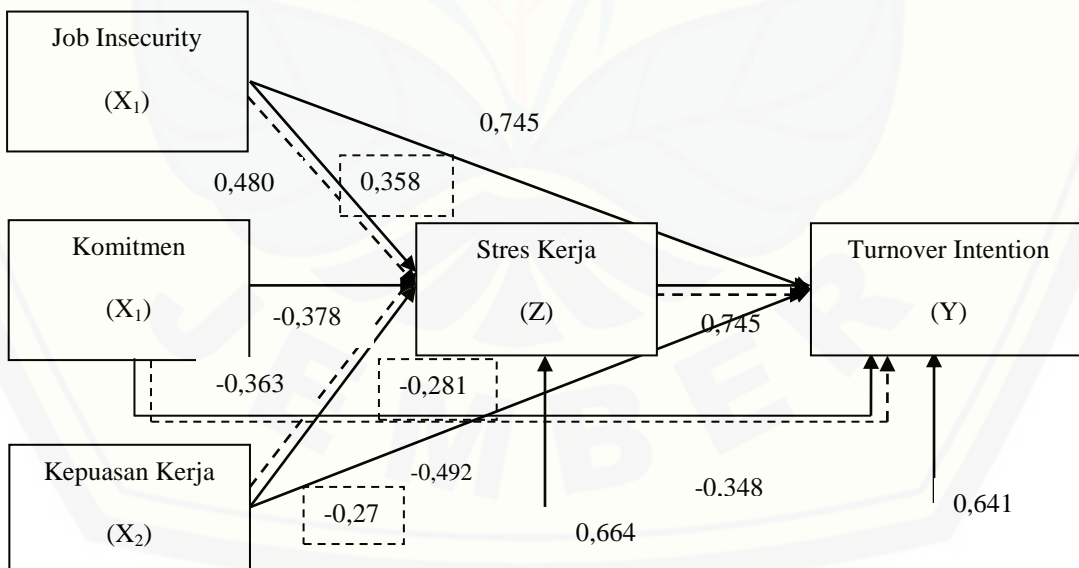 Job Insecurity
(X₁)
0,745
0,480
0,358
Komitmen
(X₁)
Stres Kerja
(Z)
Turnover Intention
(Y)
-0,378
0,745
-0,363
-0,281
Kepuasan Kerja
(X₂)
-0,492
-0.348
-0,27
0,664
0,641
JEMBER